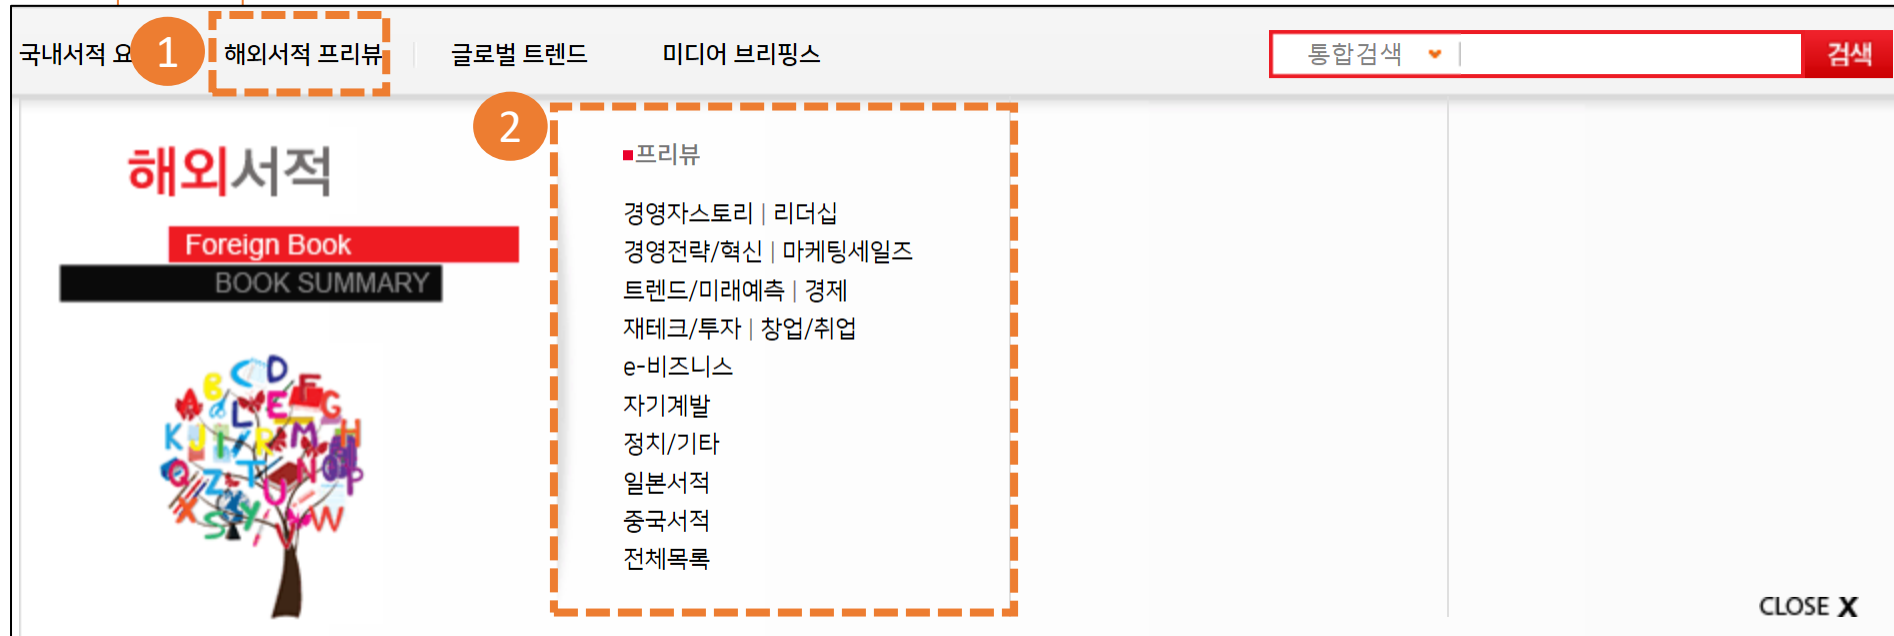 국내서적 요
1
해외서적 프리뷰
글로벌 트렌드
미디어 브리핑스
통합검색
검색
해외서적
Foreign Book
BOOK SUMMARY
2
프리뷰
경영자스토리 | 리더십
경영전략/혁신 | 마케팅세일즈
트렌드/미래예측 | 경제
재테크/투자 | 창업/취업
e-비즈니스
자기계발
정치/기타
일본서적
중국서적
전체목록
CLOSE X